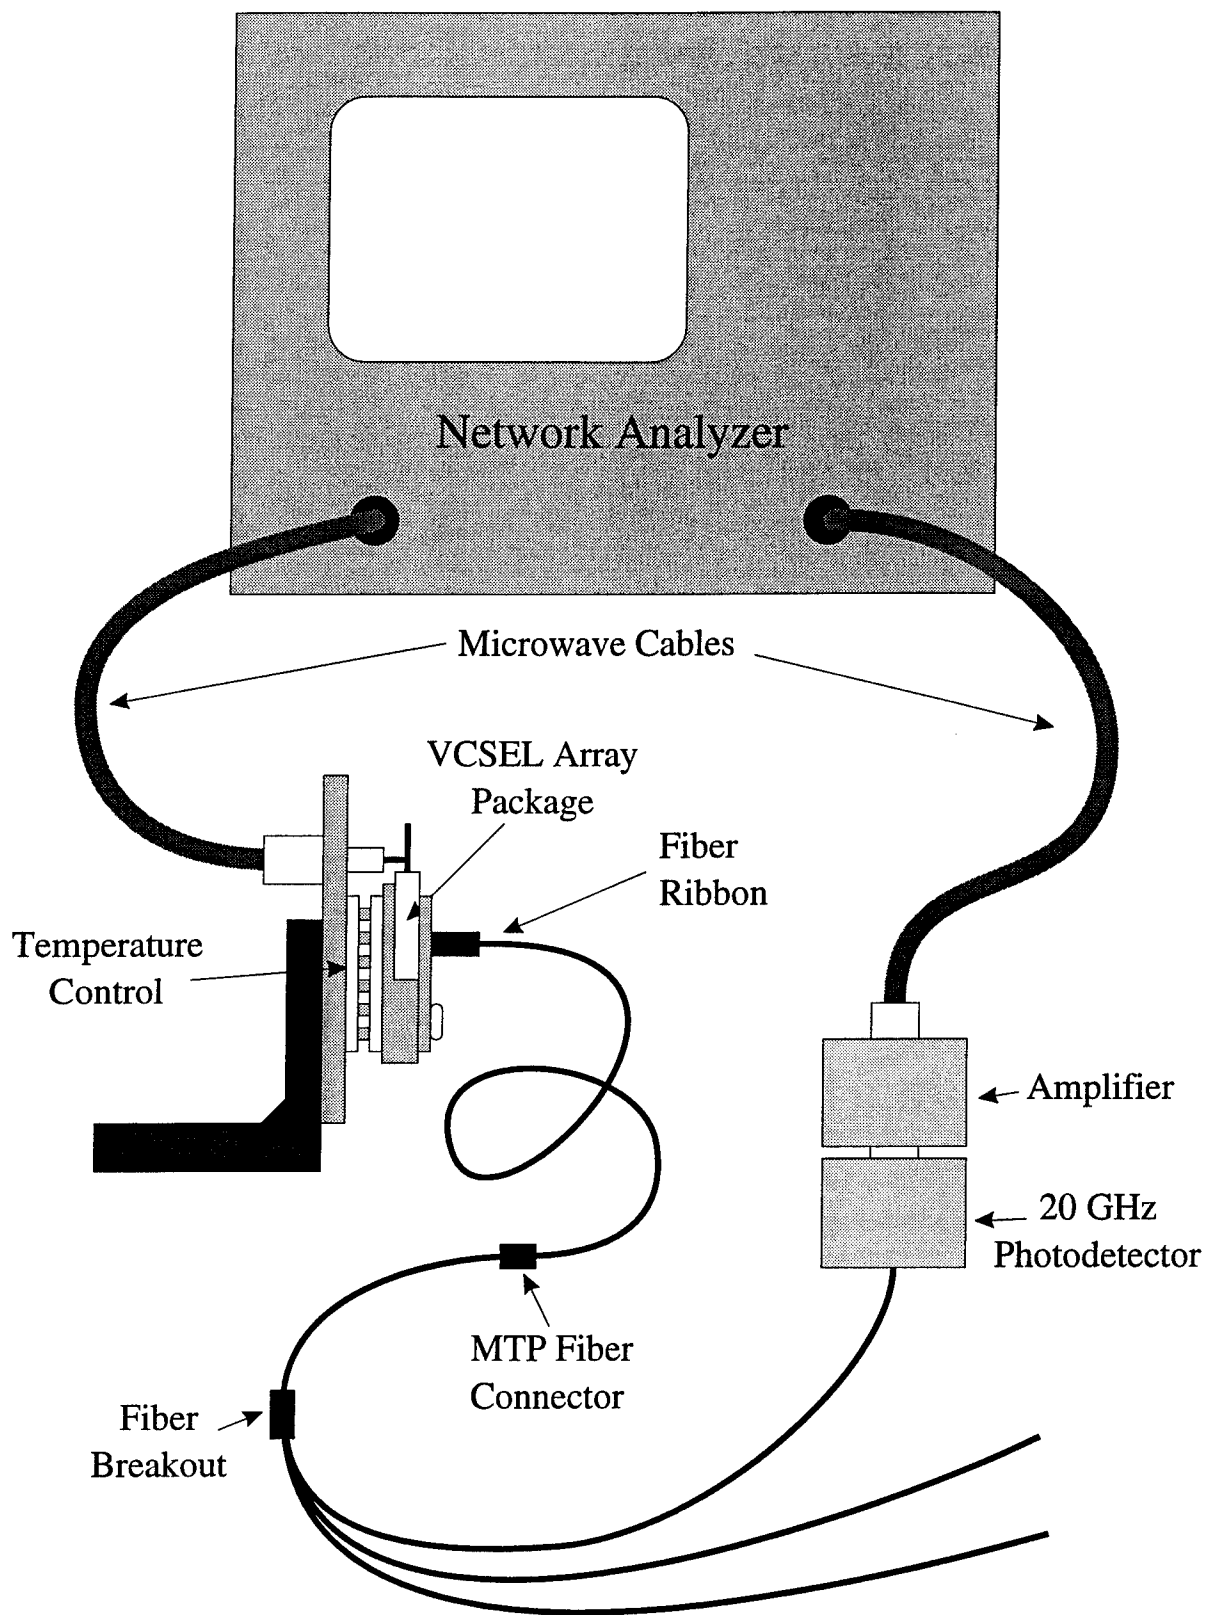 Network Analyzer
Microwave Cables
VCSEL Array
Package
Fiber
Ribbon
Temperature
Control
Amplifier
20 GHz
Photodetector
MTP Fiber
Connector
Fiber
Breakout